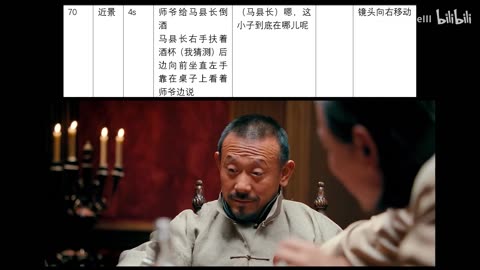 70 近景 4s 师爷给马县长倒 （马县长）嗯，这 镜头向右移动
酒 小子到底在哪儿呢
马县长右手扶着
酒杯（我猜测）后
边向前坐直左手
靠在桌子上看着
师爷边说
elll bilibili